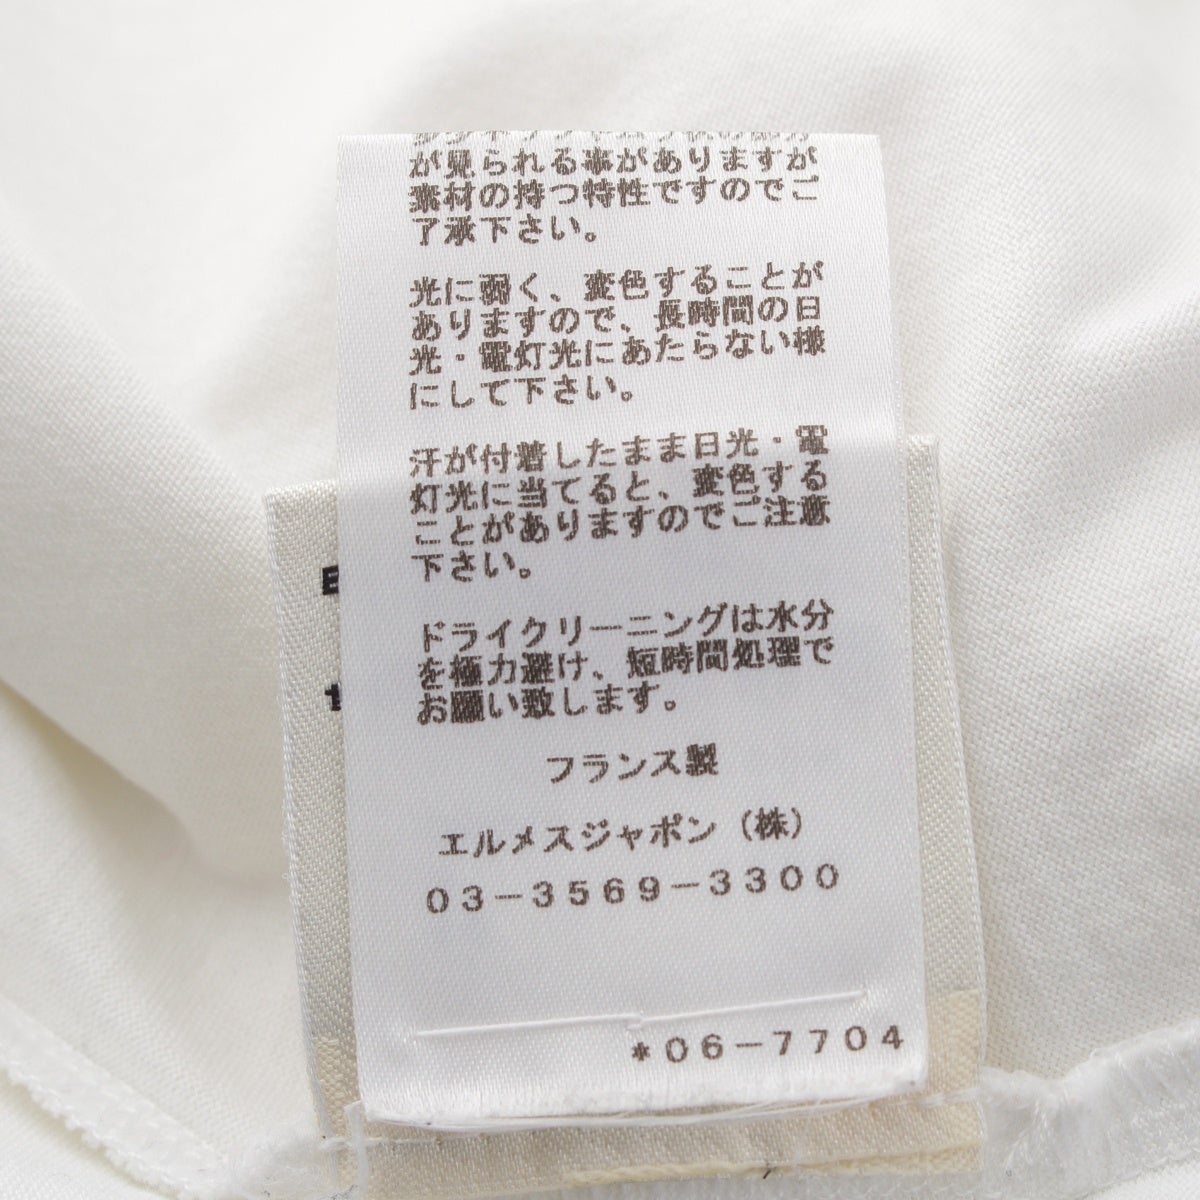 が見られる事がありますが
素材の持つ特性ですのでご
了承下さい。
光に弱く、変色することが
ありますので、長時間の日
光・電灯光にあたらない様
にして下さい。
汗が付着したまま日光・電
灯光に当てると、変色する
ことがありますのでご注意
下さい。
ドライクリーニングは水分
を極力避け、短時間処理で
お願い致します。
フランス製
エルメスジャポン（株）
03-3569-3300
*06-7704